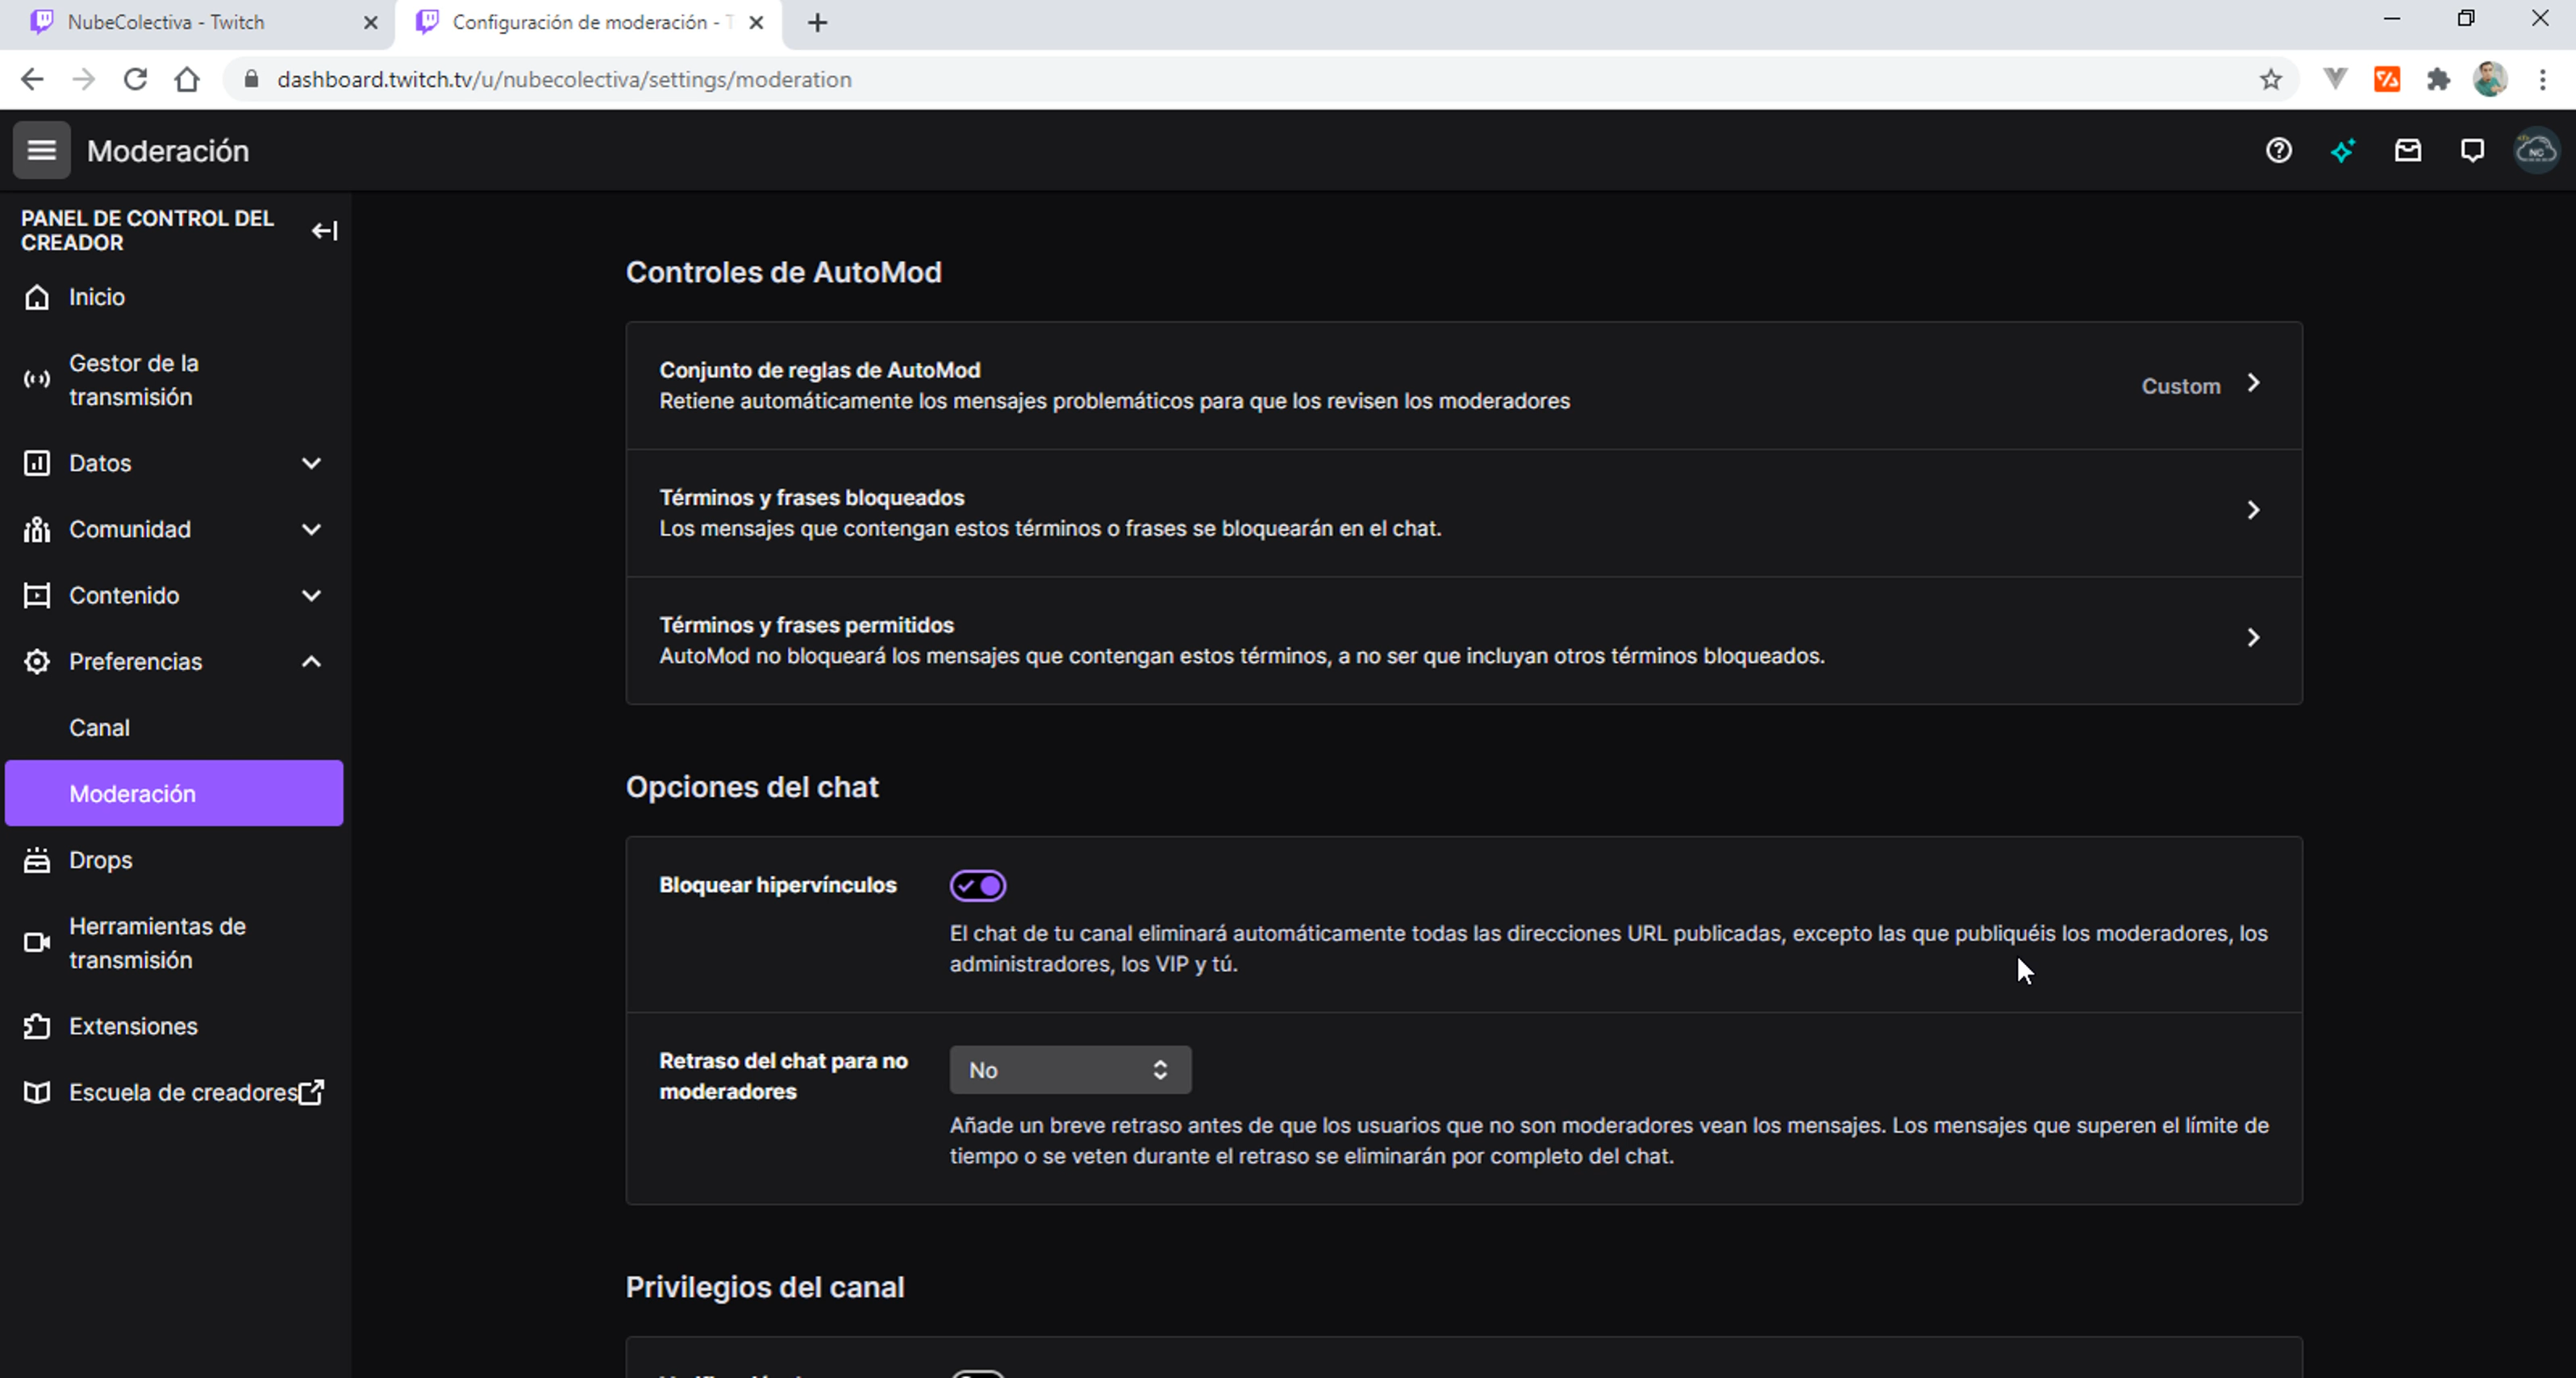 NubeColectiva - Twitch
Configuración de moderación - T
dashboard.twitch.tv/u/nubecolectiva/settings/moderation
Moderación
NC
PANEL DE CONTROL DEL
CREADOR
Inicio
Gestor de la
transmisión
Datos
Comunidad
Contenido
Preferencias
Canal
Moderación
Drops
Herramientas de
transmisión
Extensiones
Escuela de creadores
Controles de AutoMod
Conjunto de reglas de AutoMod
Retiene automáticamente los mensajes problemáticos para que los revisen los moderadores
Custom
Términos y frases bloqueados
Los mensajes que contengan estos términos o frases se bloquearán en el chat.
Términos y frases permitidos
AutoMod no bloqueará los mensajes que contengan estos términos, a no ser que incluyan otros términos bloqueados.
Opciones del chat
Bloquear hipervínculos
El chat de tu canal eliminará automáticamente todas las direcciones URL publicadas, excepto las que publiquéis los moderadores, los
administradores, los VIP y tú.
Retraso del chat para no
moderadores
No
Añade un breve retraso antes de que los usuarios que no son moderadores vean los mensajes. Los mensajes que superen el límite de
tiempo o se veten durante el retraso se eliminarán por completo del chat.
Privilegios del canal